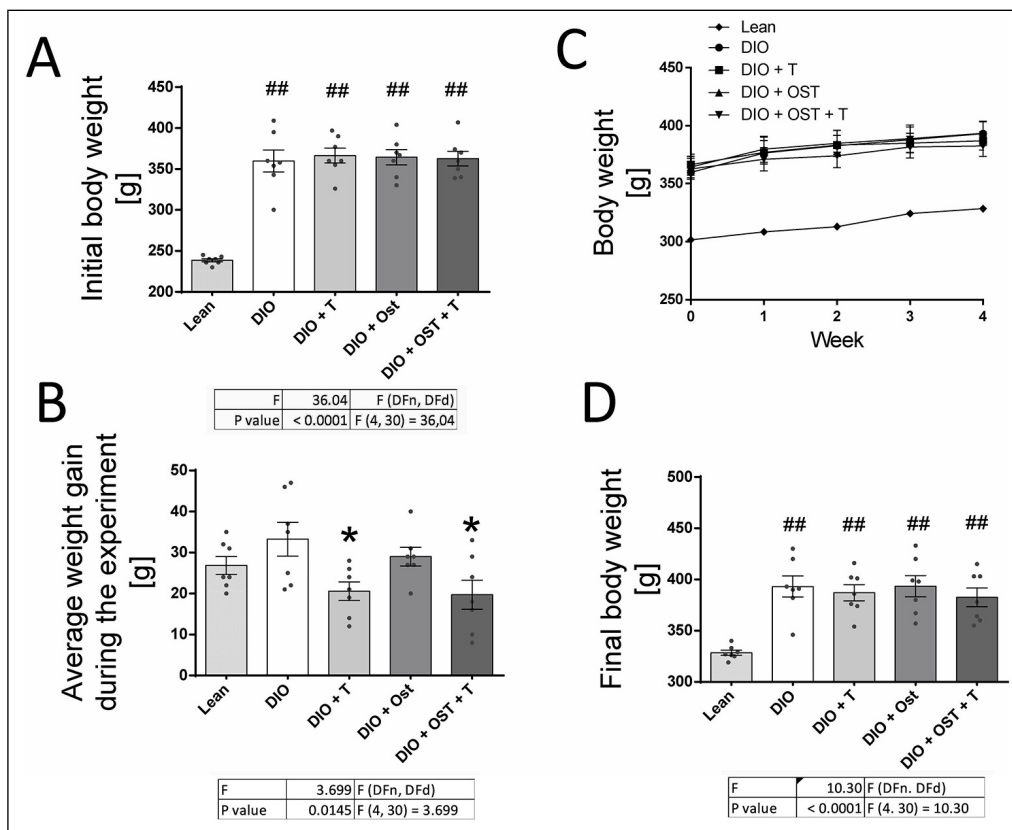 A
Initial body weight
[g]
450
400
350
300
250
200
## ## ## ##
Lean
DIO
DIO + T
DIO + Ost
DIO + OST + T
F 36.04 F (DFn, DFd)
P value < 0.0001 F (4, 30) = 36,04
B
Average weight gain
during the experiment
[g]
50
40
30
20
10
0
* *
Lean
DIO
DIO + T
DIO + Ost
DIO + OST + T
F 3.699 F (DFn, DFd)
P value 0.0145 F (4, 30) = 3.699
C
Lean
DIO
DIO + T
DIO + OST
DIO + OST + T
Body weight
[g]
450
400
350
300
250
0 1 2 3 4
Week
D
Final body weight
[g]
500
450
400
350
300
## ## ## ##
Lean
DIO
DIO + T
DIO + Ost
DIO + OST + T
F 10.30 F (DFn. DFd)
P value < 0.0001 F (4. 30) = 10.30